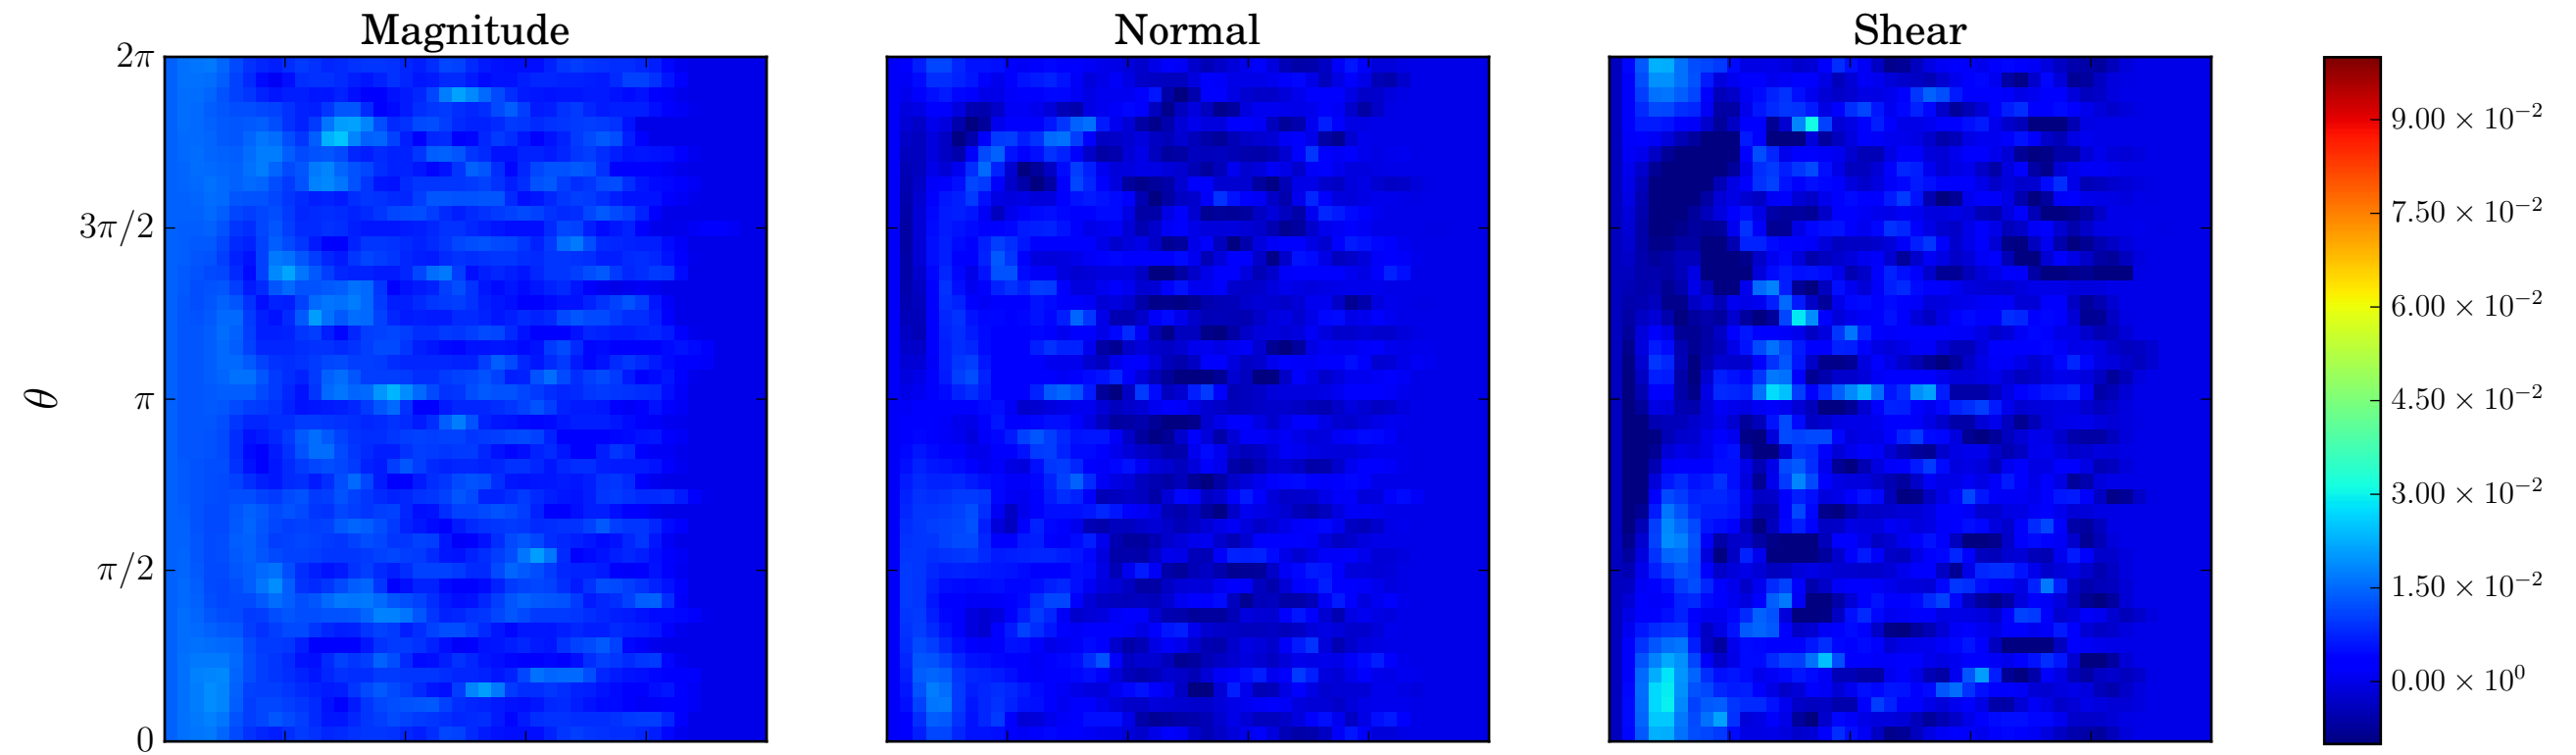 Magnitude
Normal
Shear
2π
3π/2
π
π/2
0
θ
9.00 × 10⁻²
7.50 × 10⁻²
6.00 × 10⁻²
4.50 × 10⁻²
3.00 × 10⁻²
1.50 × 10⁻²
0.00 × 10⁰